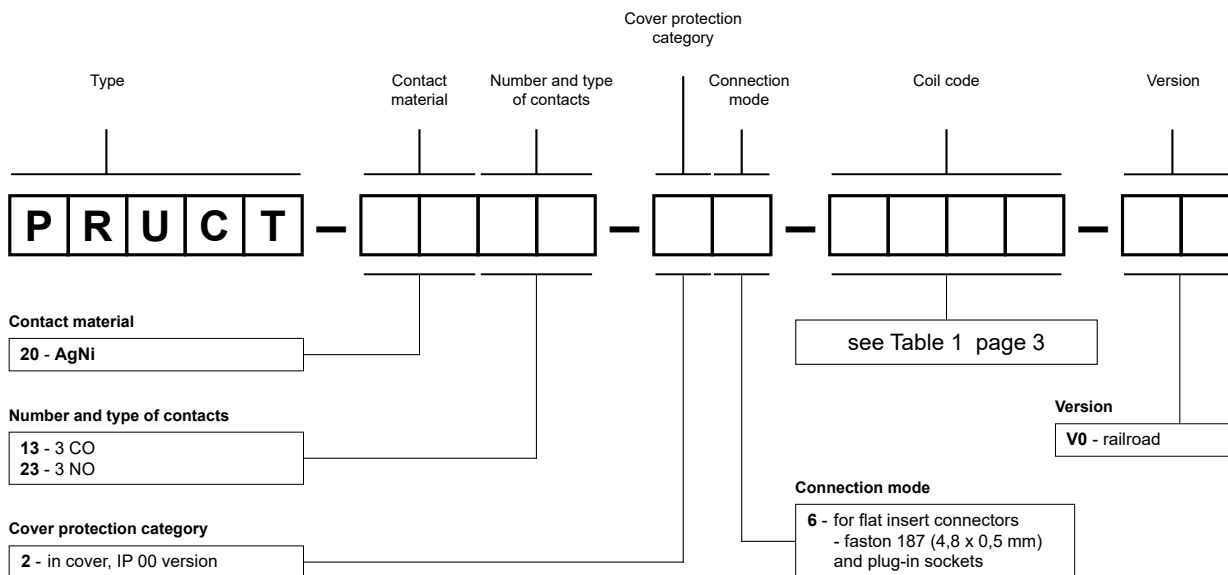 Cover protection
category
Type
Contact
material
Number and type
of contacts
Connection
mode
Coil code
Version
PRUCT – – – –
Contact material
20 - AgNi
see Table 1 page 3
Number and type of contacts
13 - 3 CO
23 - 3 NO
Version
V0 - railroad
Cover protection category
2 - in cover, IP 00 version
Connection mode
6 - for flat insert connectors
- faston 187 (4,8 x 0,5 mm)
and plug-in sockets